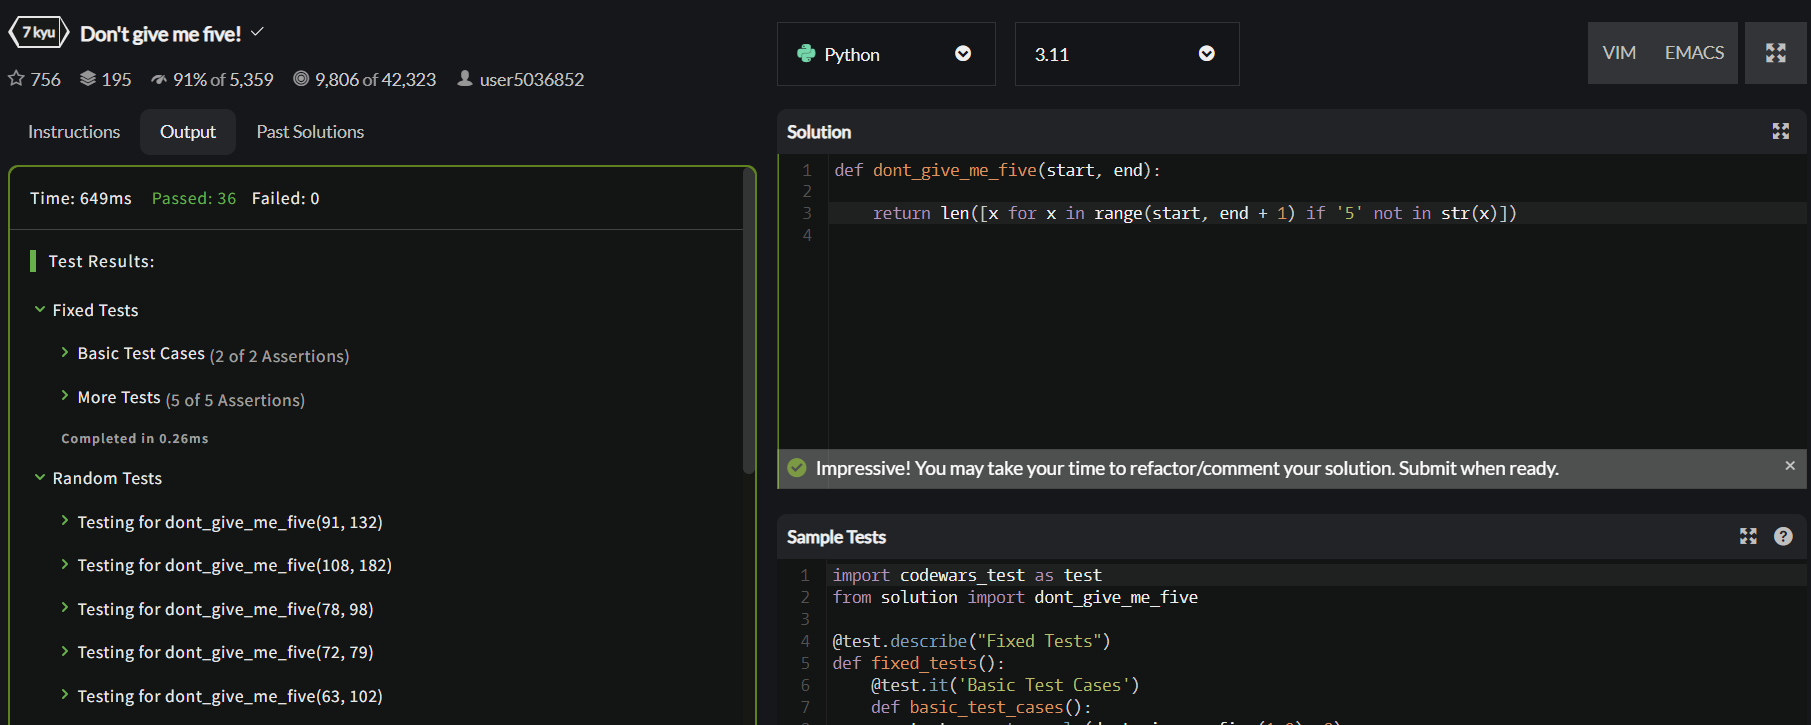 7 kyu Don't give me five!
756 195 91% of 5,359 9,806 of 42,323 user5036852
Instructions Output Past Solutions
Time: 649ms Passed: 36 Failed: 0
Test Results:
Fixed Tests
Basic Test Cases (2 of 2 Assertions)
More Tests (5 of 5 Assertions)
Completed in 0.26ms
Random Tests
Testing for dont_give_me_five(91, 132)
Testing for dont_give_me_five(108, 182)
Testing for dont_give_me_five(78, 98)
Testing for dont_give_me_five(72, 79)
Testing for dont_give_me_five(63, 102)
Python 3.11 VIM EMACS
Solution
1 def dont_give_me_five(start, end):
2
3 return len([x for x in range(start, end + 1) if '5' not in str(x)])
4
Impressive! You may take your time to refactor/comment your solution. Submit when ready. ×
Sample Tests ?
1 import codewars_test as test
2 from solution import dont_give_me_five
3
4 @test.describe("Fixed Tests")
5 def fixed_tests():
6 @test.it('Basic Test Cases')
7 def basic_test_cases():